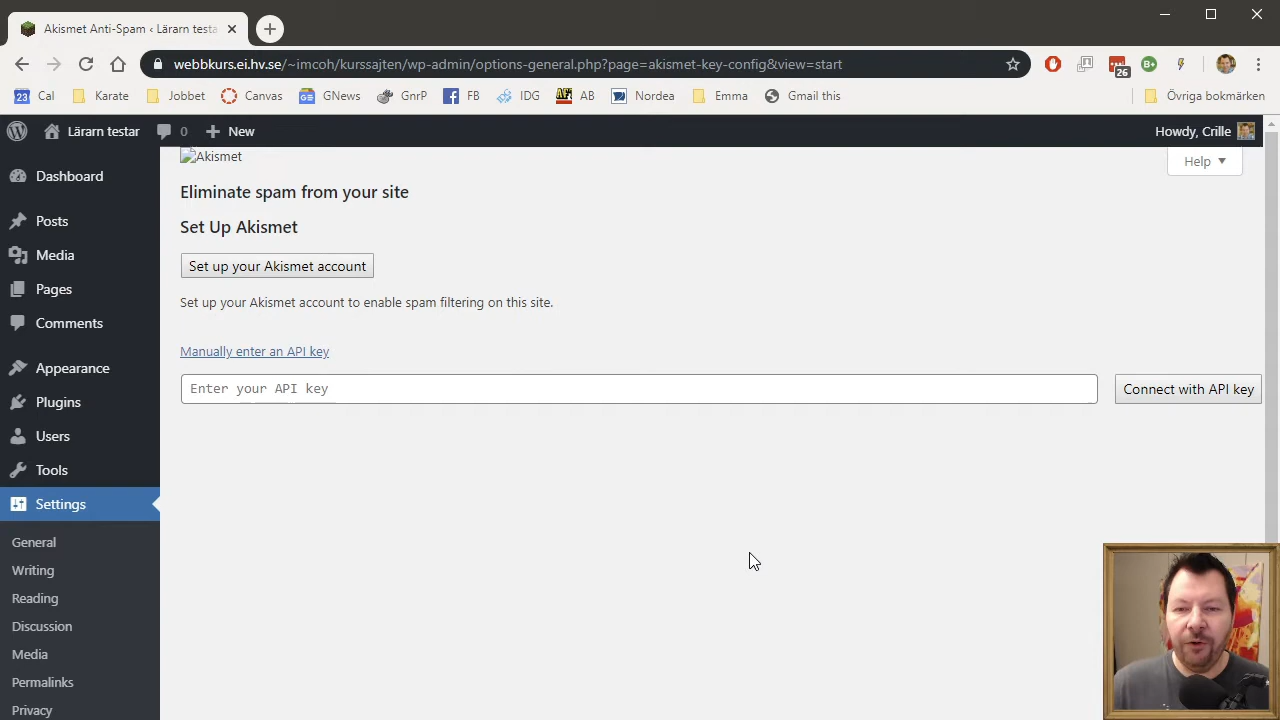 Akismet Anti-Spam ‹ Lärarn testa
webbkurs.ei.hv.se/~imcoh/kurssajten/wp-admin/options-general.php?page=akismet-key-config&view=start
26
B+
23 Cal
Karate
Jobbet
Canvas
GNews
GnrP
FB
IDG
AB
Nordea
Emma
Gmail this
Övriga bokmärken
Lärarn testar
0
New
Howdy, Crille
Akismet
Help
Eliminate spam from your site
Set Up Akismet
Set up your Akismet account
Set up your Akismet account to enable spam filtering on this site.
Manually enter an API key
Enter your API key
Connect with API key
Dashboard
Posts
Media
Pages
Comments
Appearance
Plugins
Users
Tools
Settings
General
Writing
Reading
Discussion
Media
Permalinks
Privacy